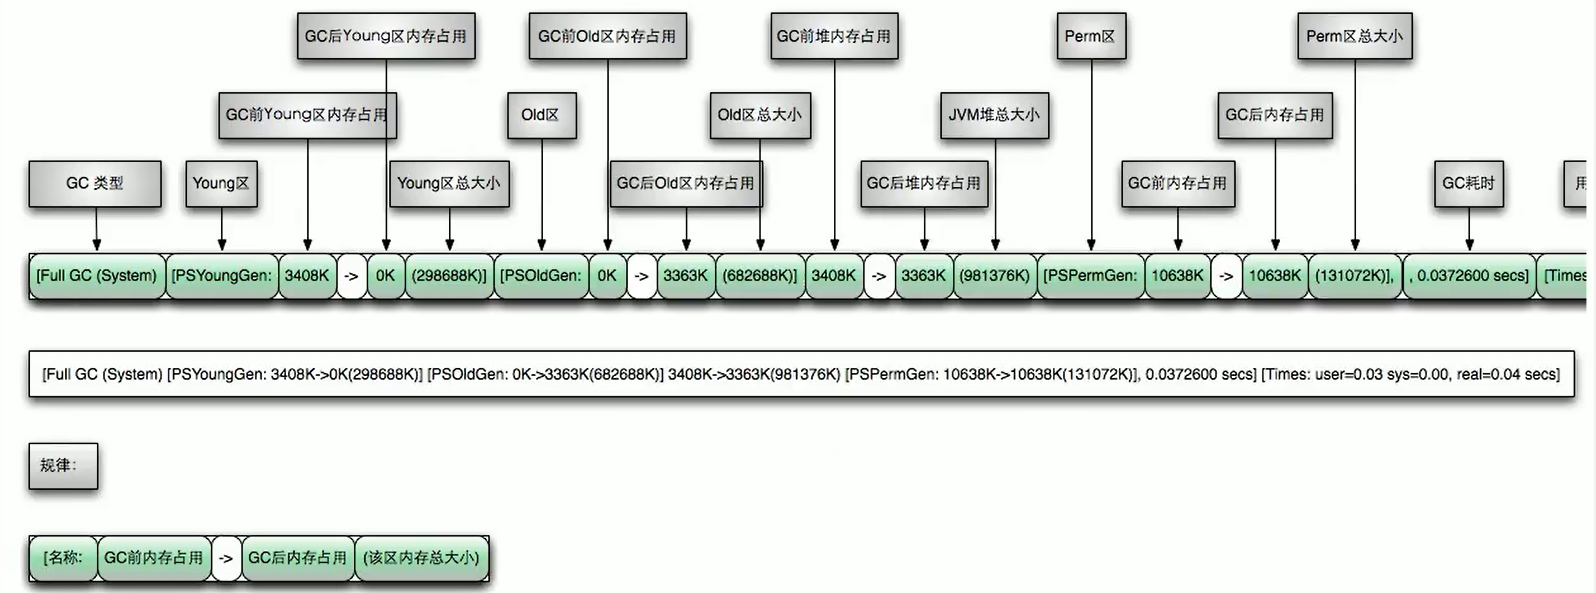 GC后Young区内存占用 GC前Old区内存占用 GC前堆内存占用 Perm区 Perm区总大小
GC前Young区内存占用 Old区 Old区总大小 JVM堆总大小 GC后内存占用
GC 类型 Young区 Young区总大小 GC后Old区内存占用 GC后堆内存占用 GC前内存占用 GC耗时
[Full GC (System) [PSYoungGen: 3408K -> 0K (298688K)] [PSOldGen: 0K -> 3363K (682688K)] 3408K -> 3363K (981376K) [PSPermGen: 10638K -> 10638K (131072K)], , 0.0372600 secs] [Times
[Full GC (System) [PSYoungGen: 3408K->0K(298688K)] [PSOldGen: 0K->3363K(682688K)] 3408K->3363K(981376K) [PSPermGen: 10638K->10638K(131072K)], 0.0372600 secs] [Times: user=0.03 sys=0.00, real=0.04 secs]
规律：
[名称: GC前内存占用 -> GC后内存占用 (该区内存总大小)